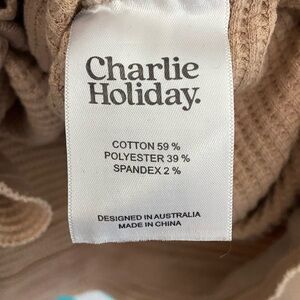 Charlie
Holiday.
COTTON 59 %
POLYESTER 39 %
SPANDEX 2 %
DESIGNED IN AUSTRALIA
MADE IN CHINA